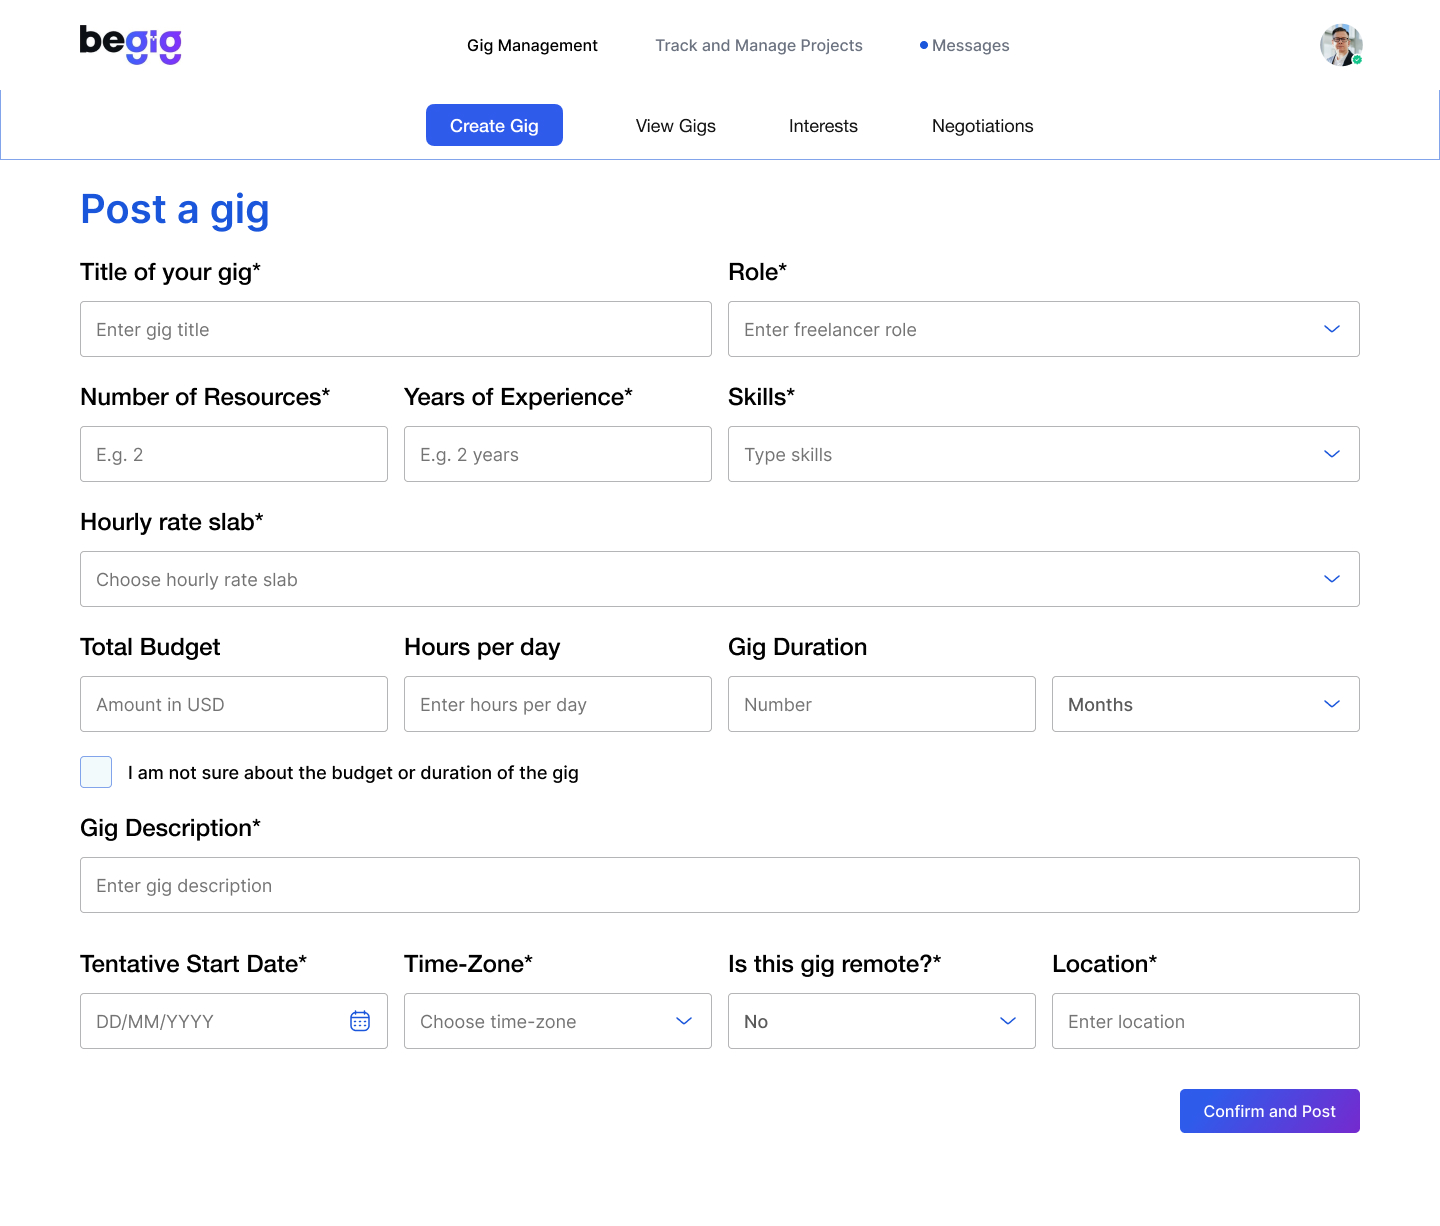 begig
Gig Management Track and Manage Projects Messages
Create Gig View Gigs Interests Negotiations
Post a gig
Title of your gig* Role*
Enter gig title Enter freelancer role
Number of Resources* Years of Experience* Skills*
E.g. 2 E.g. 2 years Type skills
Hourly rate slab*
Choose hourly rate slab
Total Budget Hours per day Gig Duration
Amount in USD Enter hours per day Number Months
I am not sure about the budget or duration of the gig
Gig Description*
Enter gig description
Tentative Start Date* Time-Zone* Is this gig remote?* Location*
DD/MM/YYYY Choose time-zone No Enter location
Confirm and Post